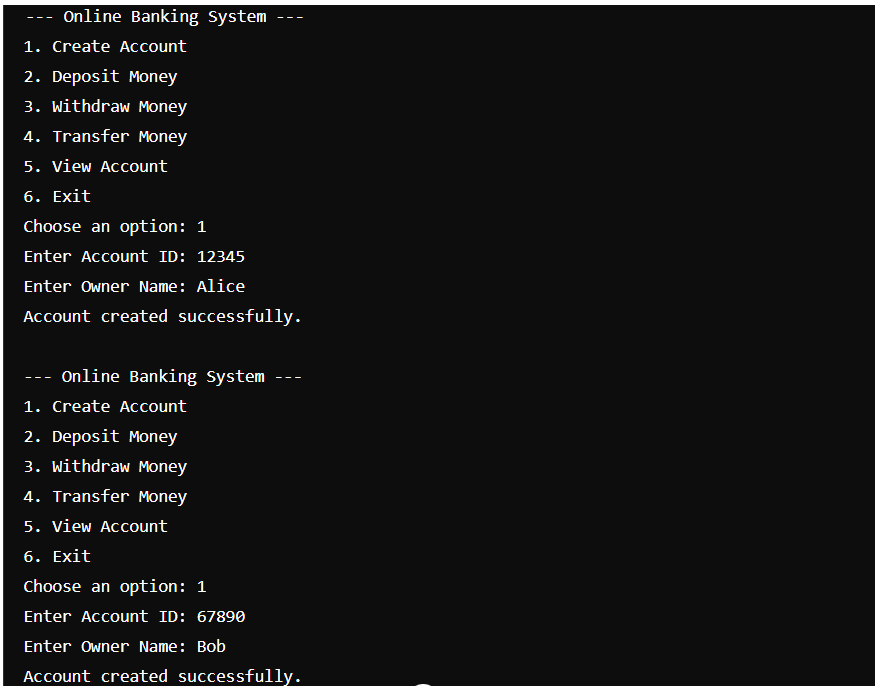 --- Online Banking System ---
1. Create Account
2. Deposit Money
3. Withdraw Money
4. Transfer Money
5. View Account
6. Exit
Choose an option: 1
Enter Account ID: 12345
Enter Owner Name: Alice
Account created successfully.
--- Online Banking System ---
1. Create Account
2. Deposit Money
3. Withdraw Money
4. Transfer Money
5. View Account
6. Exit
Choose an option: 1
Enter Account ID: 67890
Enter Owner Name: Bob
Account created successfully.